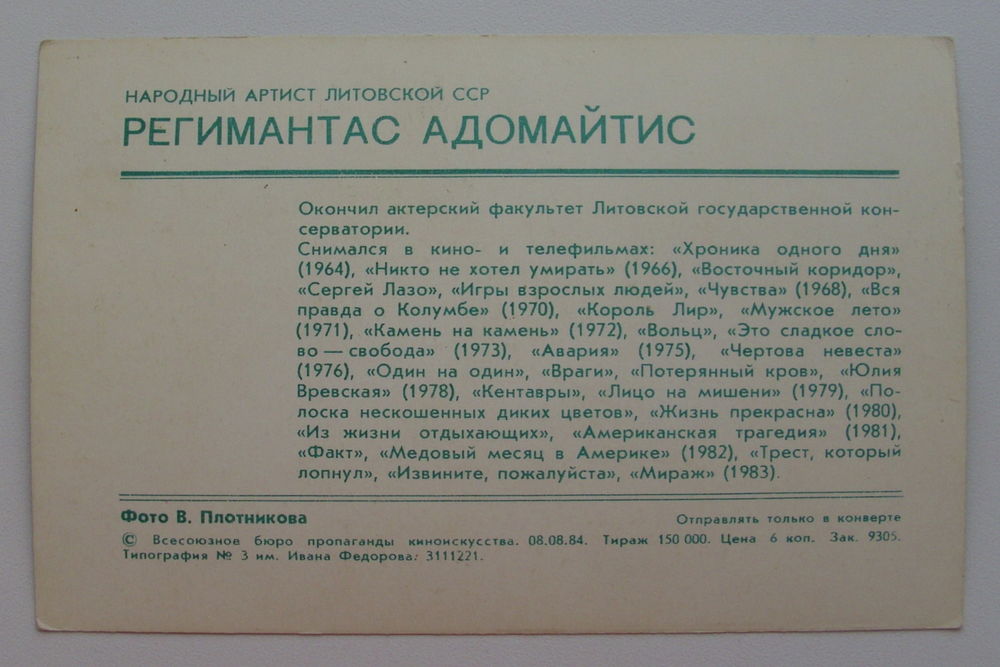 НАРОДНЫЙ АРТИСТ ЛИТОВСКОЙ ССР
РЕГИМАНТАС АДОМАЙТИС
Окончил актерский факультет Литовской государственной кон-
серватории.
Снимался в кино- и телефильмах: «Хроника одного дня»
(1964), «Никто не хотел умирать» (1966), «Восточный коридор»,
«Сергей Лазо», «Игры взрослых людей», «Чувства» (1968), «Вся
правда о Колумбе» (1970), «Король Лир», «Мужское лето»
(1971), «Камень на камень» (1972), «Вольц», «Это сладкое сло-
во — свобода» (1973), «Авария» (1975), «Чертова невеста»
(1976), «Один на один», «Враги», «Потерянный кров», «Юлия
Вревская» (1978), «Кентавры», «Лицо на мишени» (1979), «По-
лоска нескошенных диких цветов», «Жизнь прекрасна» (1980),
«Из жизни отдыхающих», «Американская трагедия» (1981),
«Факт», «Медовый месяц в Америке» (1982), «Трест, который
лопнул», «Извините, пожалуйста», «Мираж» (1983).
Фото В. Плотникова
Отправлять только в конверте
© Всесоюзное бюро пропаганды киноискусства. 08.08.84. Тираж 150 000. Цена 6 коп. Зак. 9305.
Типография № 3 им. Ивана Федорова. 3111221.